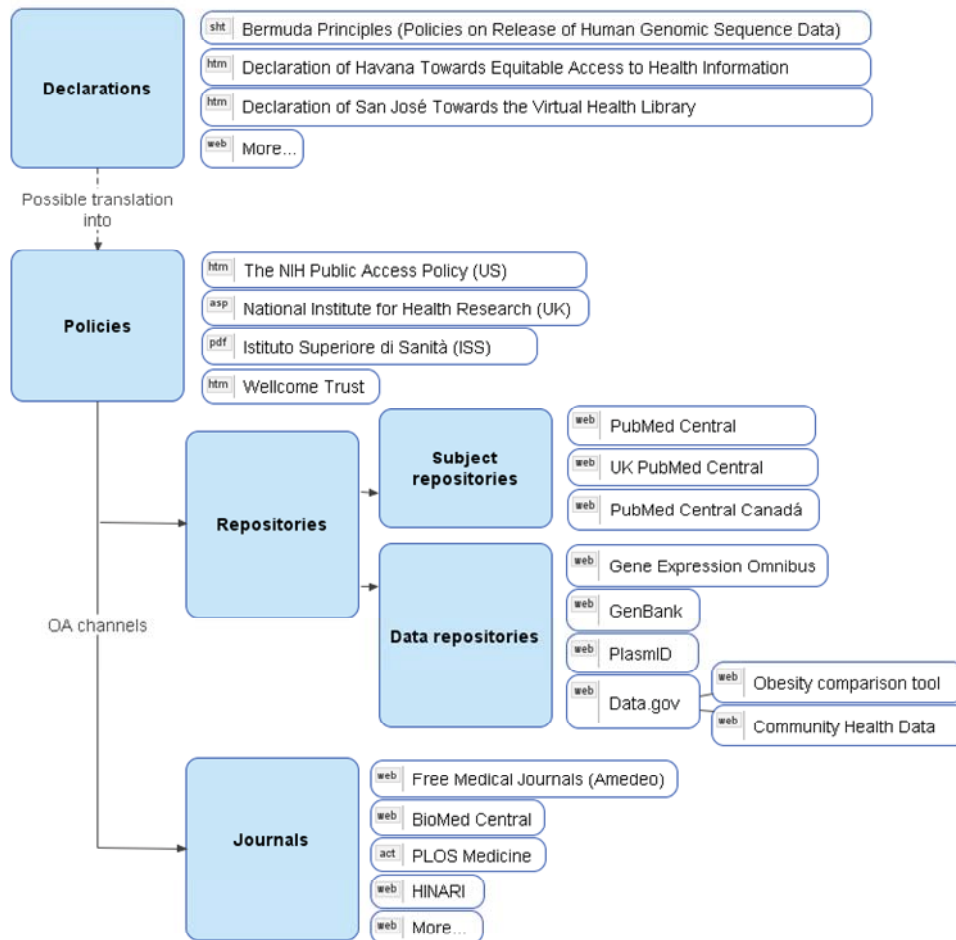 Declarations
sht Bermuda Principles (Policies on Release of Human Genomic Sequence Data)
htm Declaration of Havana Towards Equitable Access to Health Information
htm Declaration of San José Towards the Virtual Health Library
web More...
Possible translation
into
Policies
htm The NIH Public Access Policy (US)
asp National Institute for Health Research (UK)
pdf Istituto Superiore di Sanità (ISS)
htm Wellcome Trust
OA channels
Repositories
Subject
repositories
web PubMed Central
web UK PubMed Central
web PubMed Central Canadá
Data repositories
web Gene Expression Omnibus
web GenBank
web PlasmID
web Data.gov
web Obesity comparison tool
web Community Health Data
Journals
web Free Medical Journals (Amedeo)
web BioMed Central
act PLOS Medicine
web HINARI
web More...